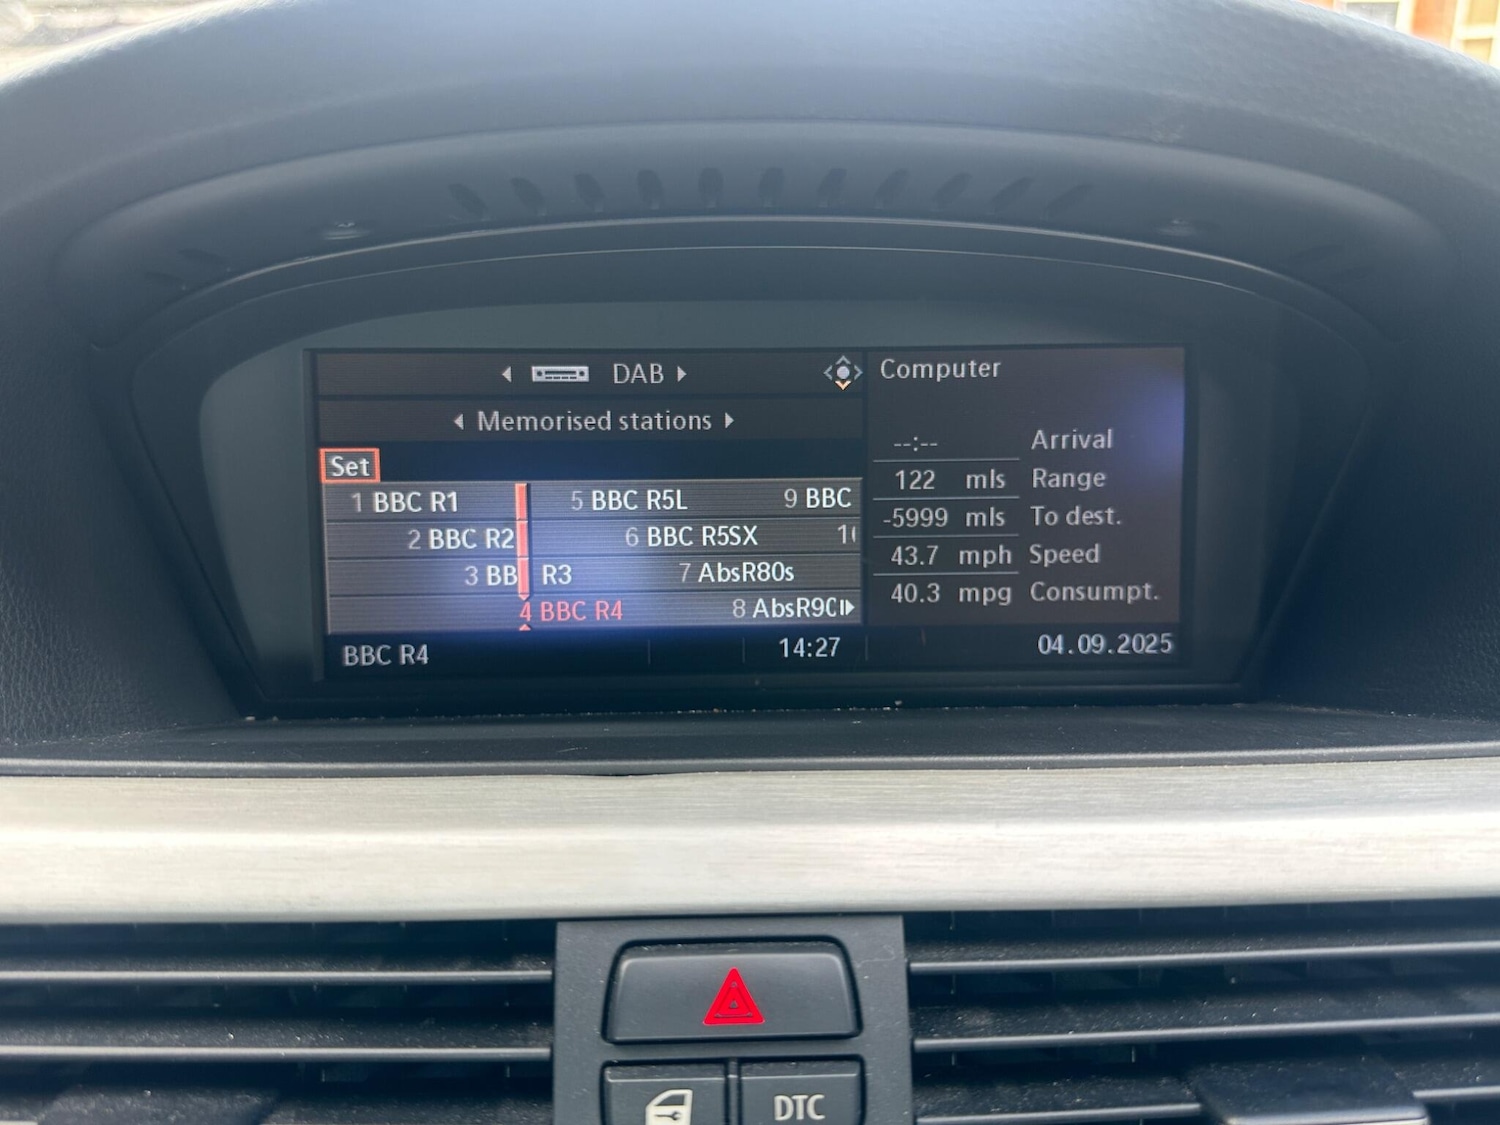 DAB
Memorised stations
Set
1 BBC R1 5 BBC R5L 9 BBC
2 BBC R2 6 BBC R5SX
3 BB R3 7 AbsR80s
4 BBC R4 8 AbsR90
BBC R4 14:27
Computer
--:-- Arrival
122 mls Range
-5999 mls To dest.
43.7 mph Speed
40.3 mpg Consumpt.
04.09.2025
DTC